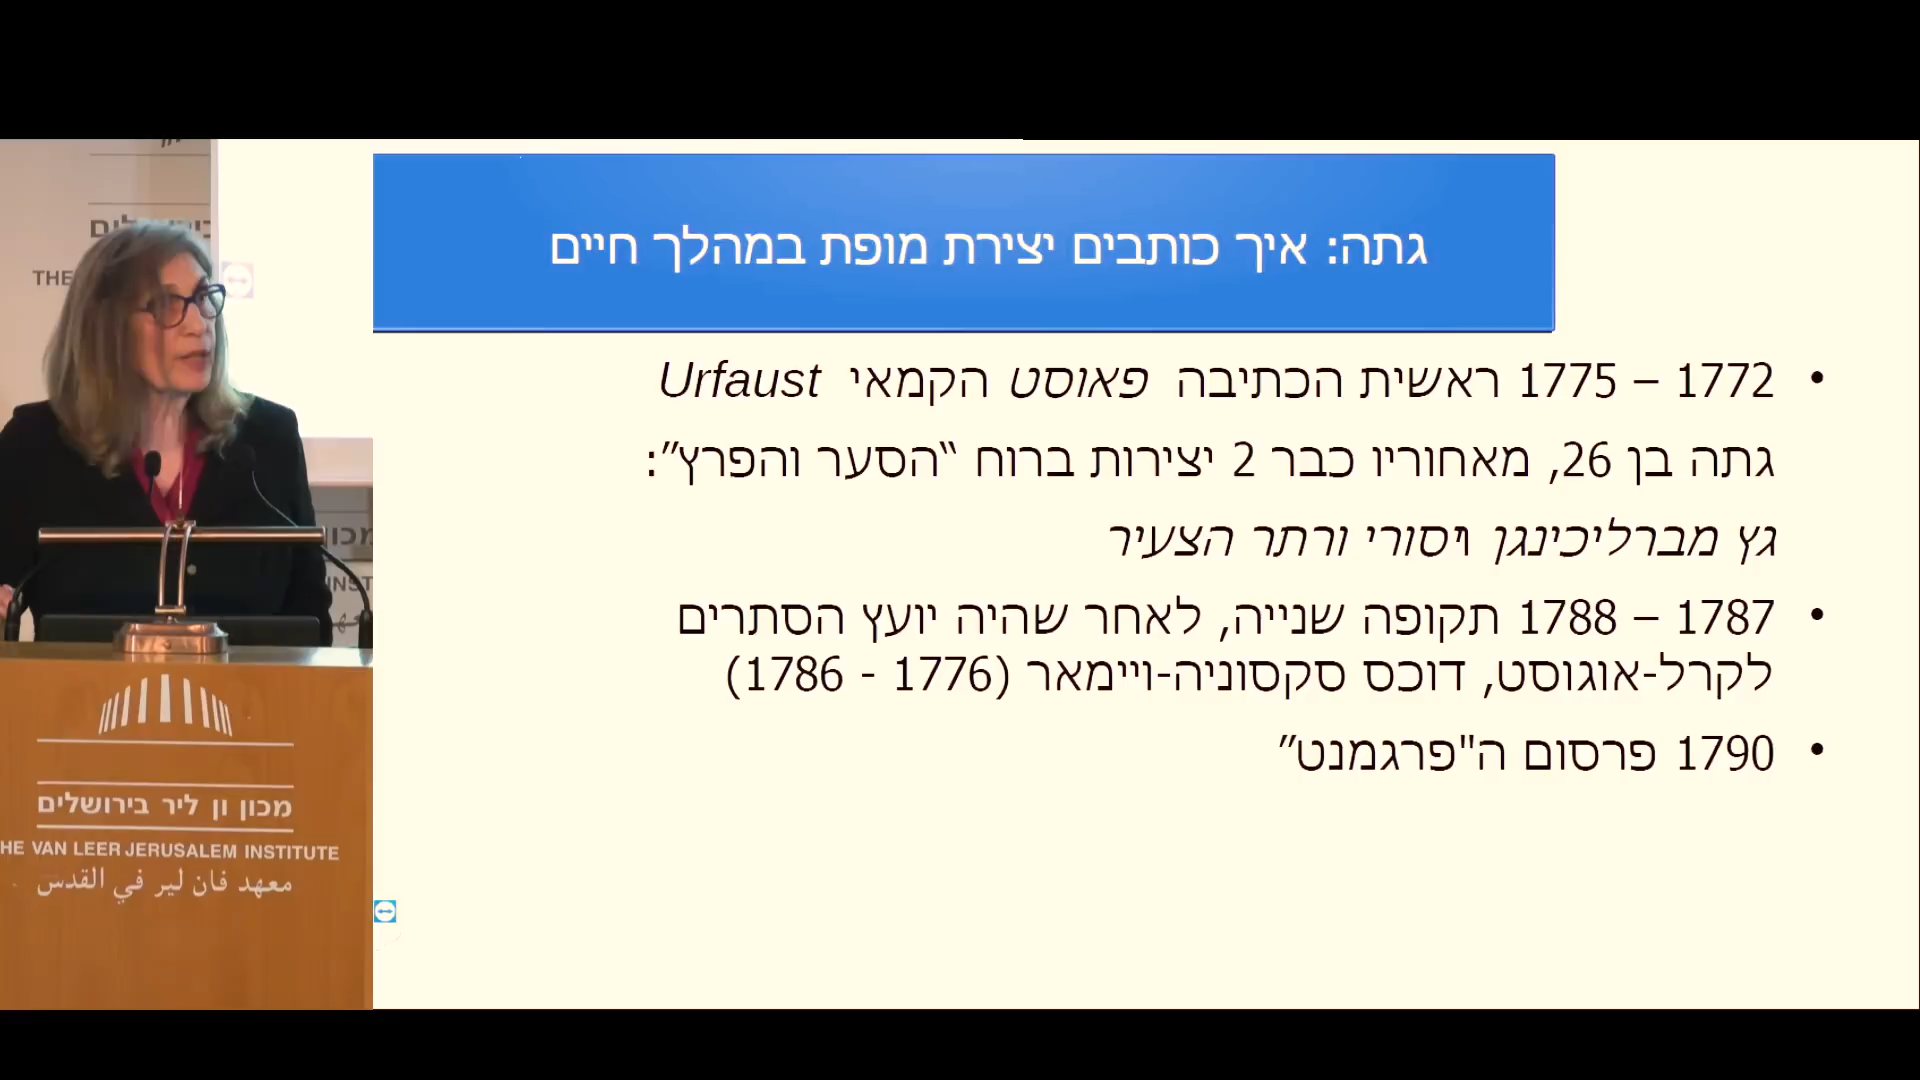 גתה: איך כותבים יצירת מופת במהלך חיים
• 1772 – 1775 ראשית הכתיבה פאוסט הקמאי Urfaust
גתה בן 26, מאחוריו כבר 2 יצירות ברוח “הסער והפרץ”:
גץ מברליכינגן ויסורי ורתר הצעיר
• 1787 – 1788 תקופה שנייה, לאחר שהיה יועץ הסתרים
לקרל-אוגוסט, דוכס סקסוניה-ויימאר (1776 - 1786)
• 1790 פרסום ה"פרגמנט”
THE
מכון ון ליר בירושלים
HE VAN LEER JERUSALEM INSTITUTE
معهد فان لير في القدس